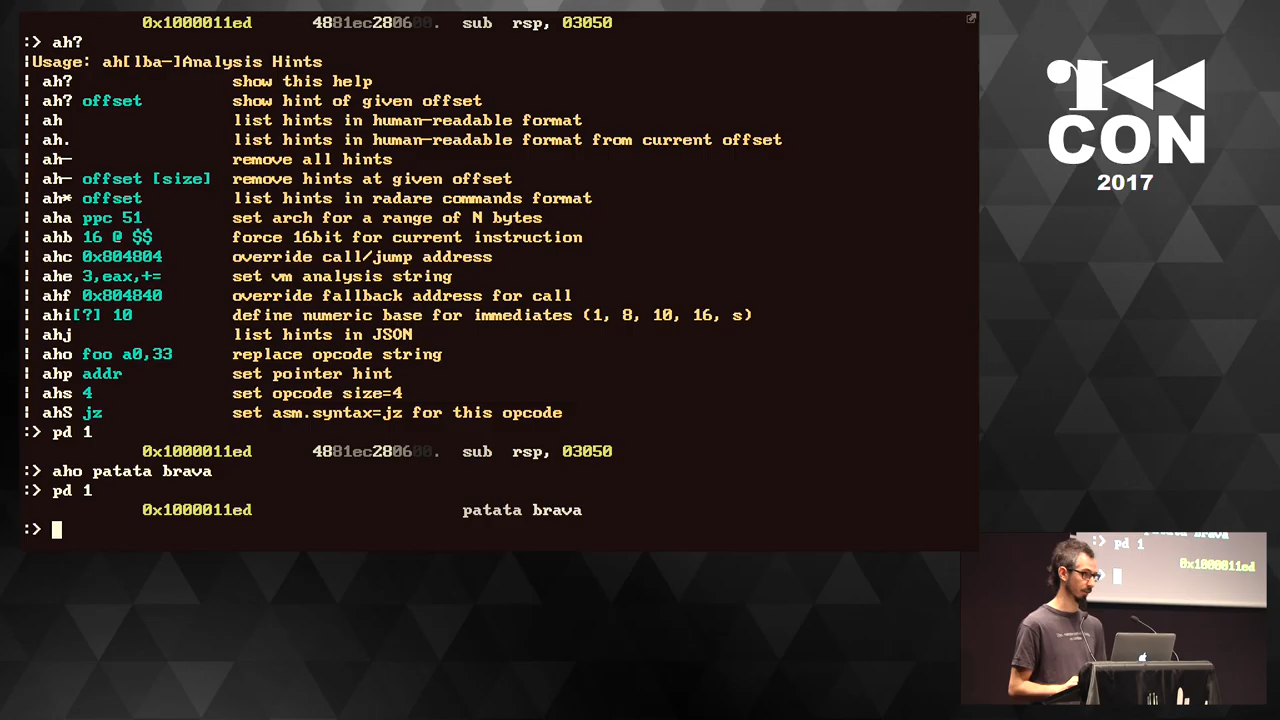 0x1000011ed 4881ec280600. sub rsp, 03050
:> ah?
|Usage: ah[lba-]Analysis Hints
| ah? show this help
| ah? offset show hint of given offset
| ah list hints in human-readable format
| ah. list hints in human-readable format from current offset
| ah- remove all hints
| ah- offset [size] remove hints at given offset
| ah* offset list hints in radare commands format
| aha ppc 51 set arch for a range of N bytes
| ahb 16 @ $$ force 16bit for current instruction
| ahc 0x804804 override call/jump address
| ahe 3,eax,+= set vm analysis string
| ahf 0x804840 override fallback address for call
| ahi[?] 10 define numeric base for immediates (1, 8, 10, 16, s)
| ahj list hints in JSON
| aho foo a0,33 replace opcode string
| ahp addr set pointer hint
| ahs 4 set opcode size=4
| ahS jz set asm.syntax=jz for this opcode
:> pd 1
0x1000011ed 4881ec280600. sub rsp, 03050
:> aho patata brava
:> pd 1
0x1000011ed patata brava
:>
CON
2017
patata brava
:> pd 1
0x1000011ed
:>